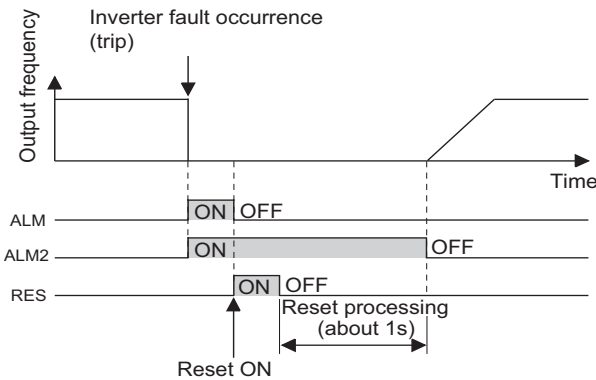 Inverter fault occurrence
(trip)
Output frequency
Time
ALM
ON
OFF
ALM2
ON
OFF
RES
ON
OFF
Reset processing
(about 1s)
Reset ON